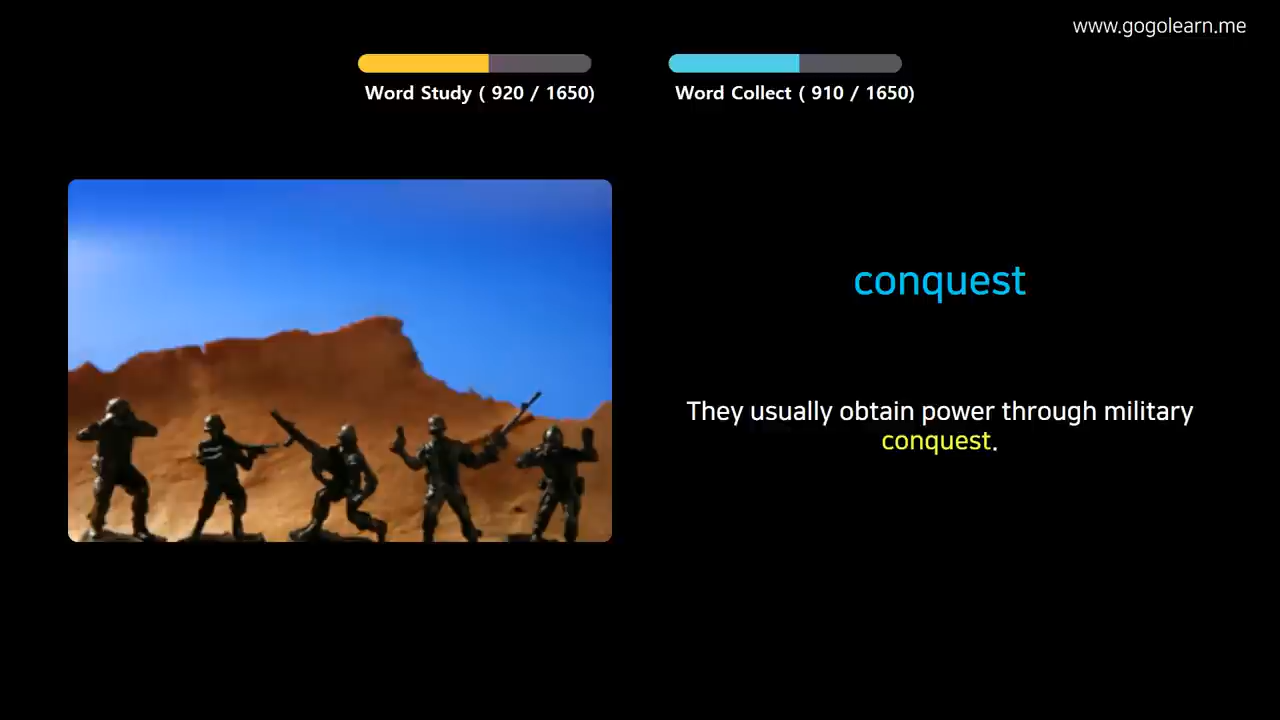 www.gogolearn.me
Word Study ( 920 / 1650)
Word Collect ( 910 / 1650)
conquest
They usually obtain power through military
conquest.